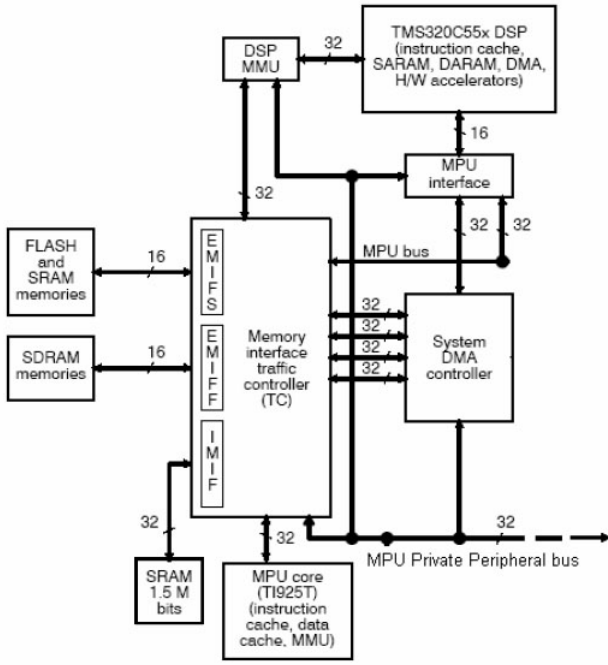 DSP
MMU
32
TMS320C55x DSP
(instruction cache,
SARAM, DARAM, DMA,
H/W accelerators)
16
MPU
interface
32
32
32
FLASH
and
SRAM
memories
16
EMIFS
MPU bus
SDRAM
memories
16
EMIFF
Memory
interface
traffic
controller
(TC)
32
32
32
32
System
DMA
controller
IMIF
32
32
32
MPU Private Peripheral bus
SRAM
1.5 M
bits
MPU core
(TI925T)
(instruction
cache, data
cache, MMU)